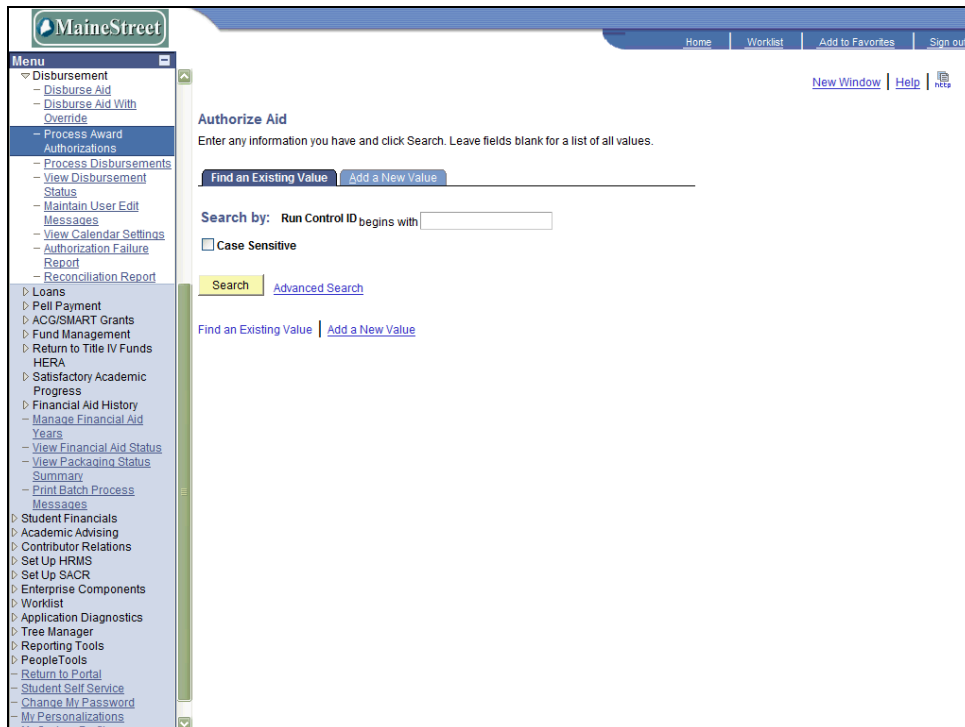 MaineStreet
Home
Worklist
Add to Favorites
Sign out
Menu
Disbursement
Disburse Aid
Disburse Aid With
Override
Process Award
Authorizations
Process Disbursements
View Disbursement
Status
Maintain User Edit
Messages
View Calendar Settings
Authorization Failure
Report
Reconciliation Report
Loans
Pell Payment
ACG/SMART Grants
Fund Management
Return to Title IV Funds
HERA
Satisfactory Academic
Progress
Financial Aid History
Manage Financial Aid
Years
View Financial Aid Status
View Packaging Status
Summary
Print Batch Process
Messages
Student Financials
Academic Advising
Contributor Relations
Set Up HRMS
Set Up SACR
Enterprise Components
Worklist
Application Diagnostics
Tree Manager
Reporting Tools
PeopleTools
Return to Portal
Student Self Service
Change My Password
My Personalizations
New Window | Help | http
Authorize Aid
Enter any information you have and click Search. Leave fields blank for a list of all values.
Find an Existing Value
Add a New Value
Search by: Run Control ID begins with
Case Sensitive
Search
Advanced Search
Find an Existing Value | Add a New Value